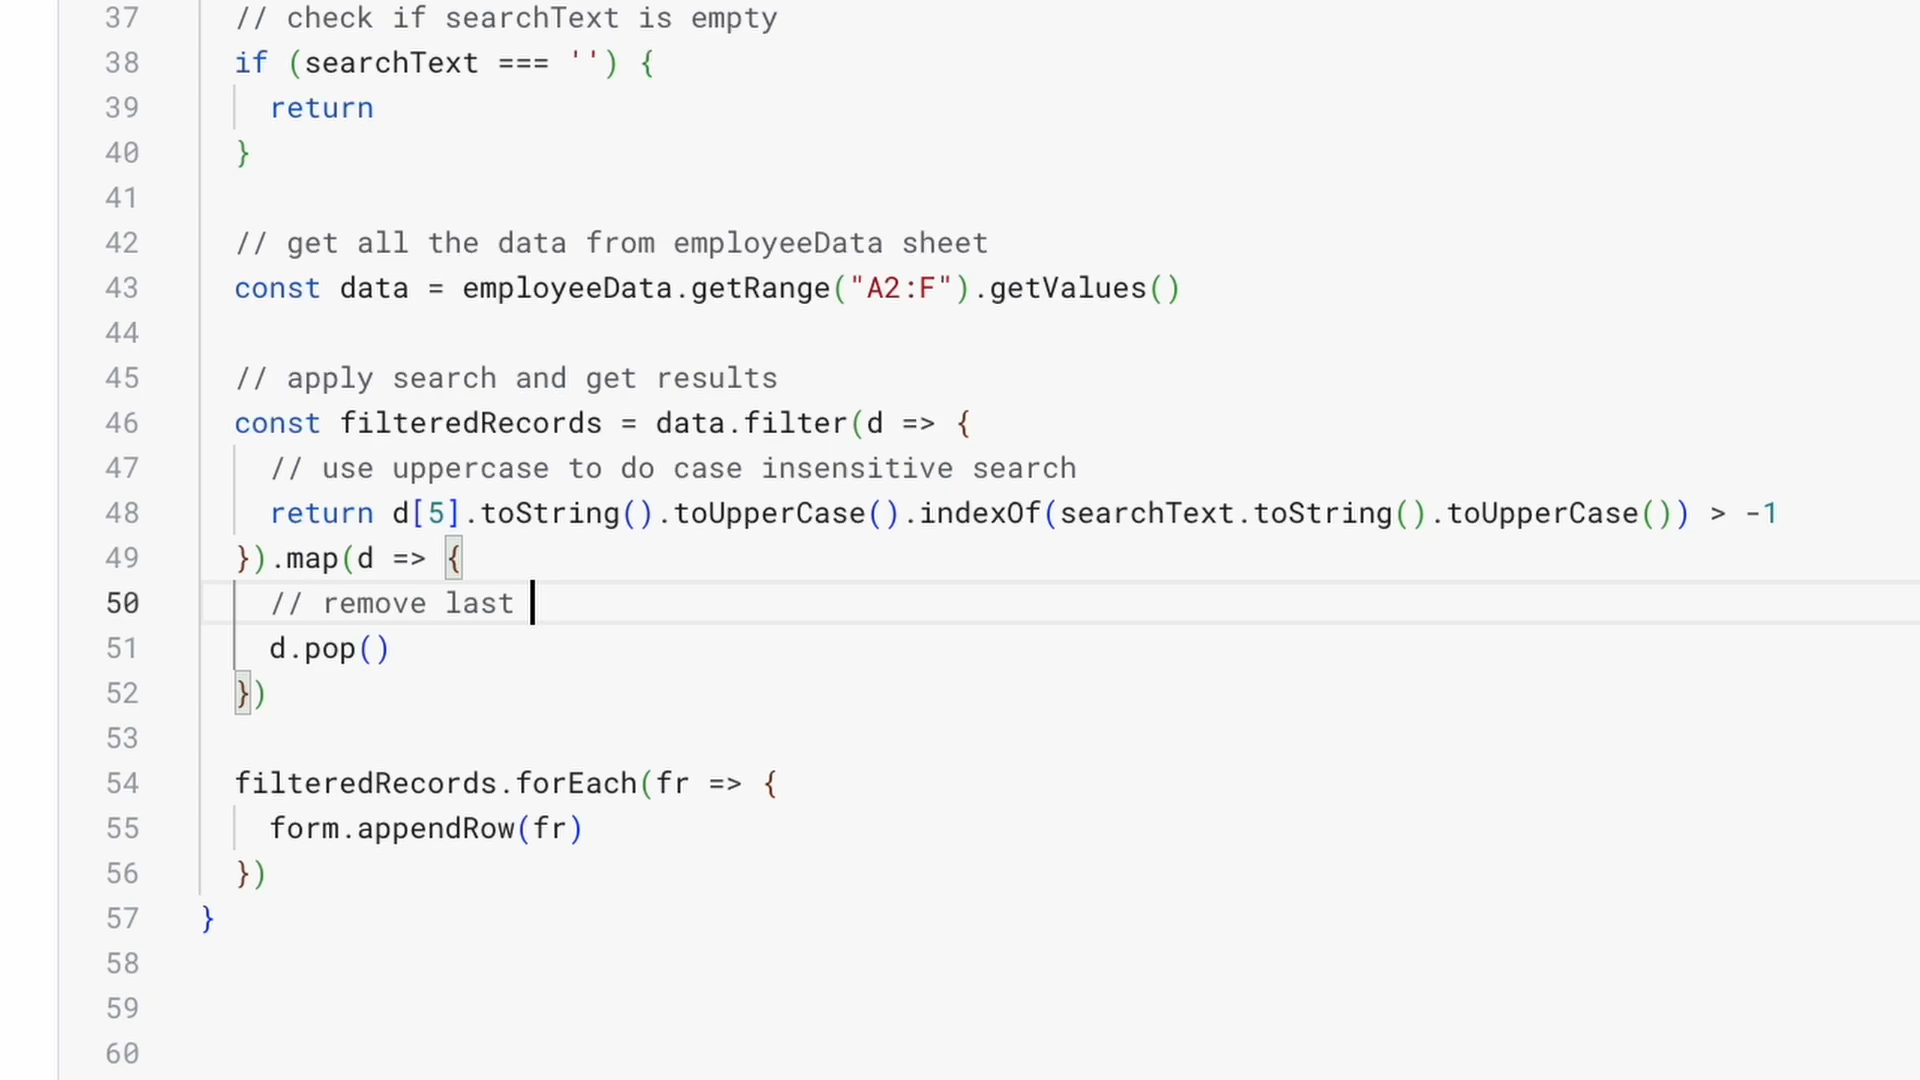 37 // check if searchText is empty
38 if (searchText === '') {
39 return
40 }
41
42 // get all the data from employeeData sheet
43 const data = employeeData.getRange("A2:F").getValues()
44
45 // apply search and get results
46 const filteredRecords = data.filter(d => {
47 // use uppercase to do case insensitive search
48 return d[5].toString().toUpperCase().indexOf(searchText.toString().toUpperCase()) > -1
49 }).map(d => {
50 // remove last
51 d.pop()
52 })
53
54 filteredRecords.forEach(fr => {
55 form.appendRow(fr)
56 })
57 }
58
59
60